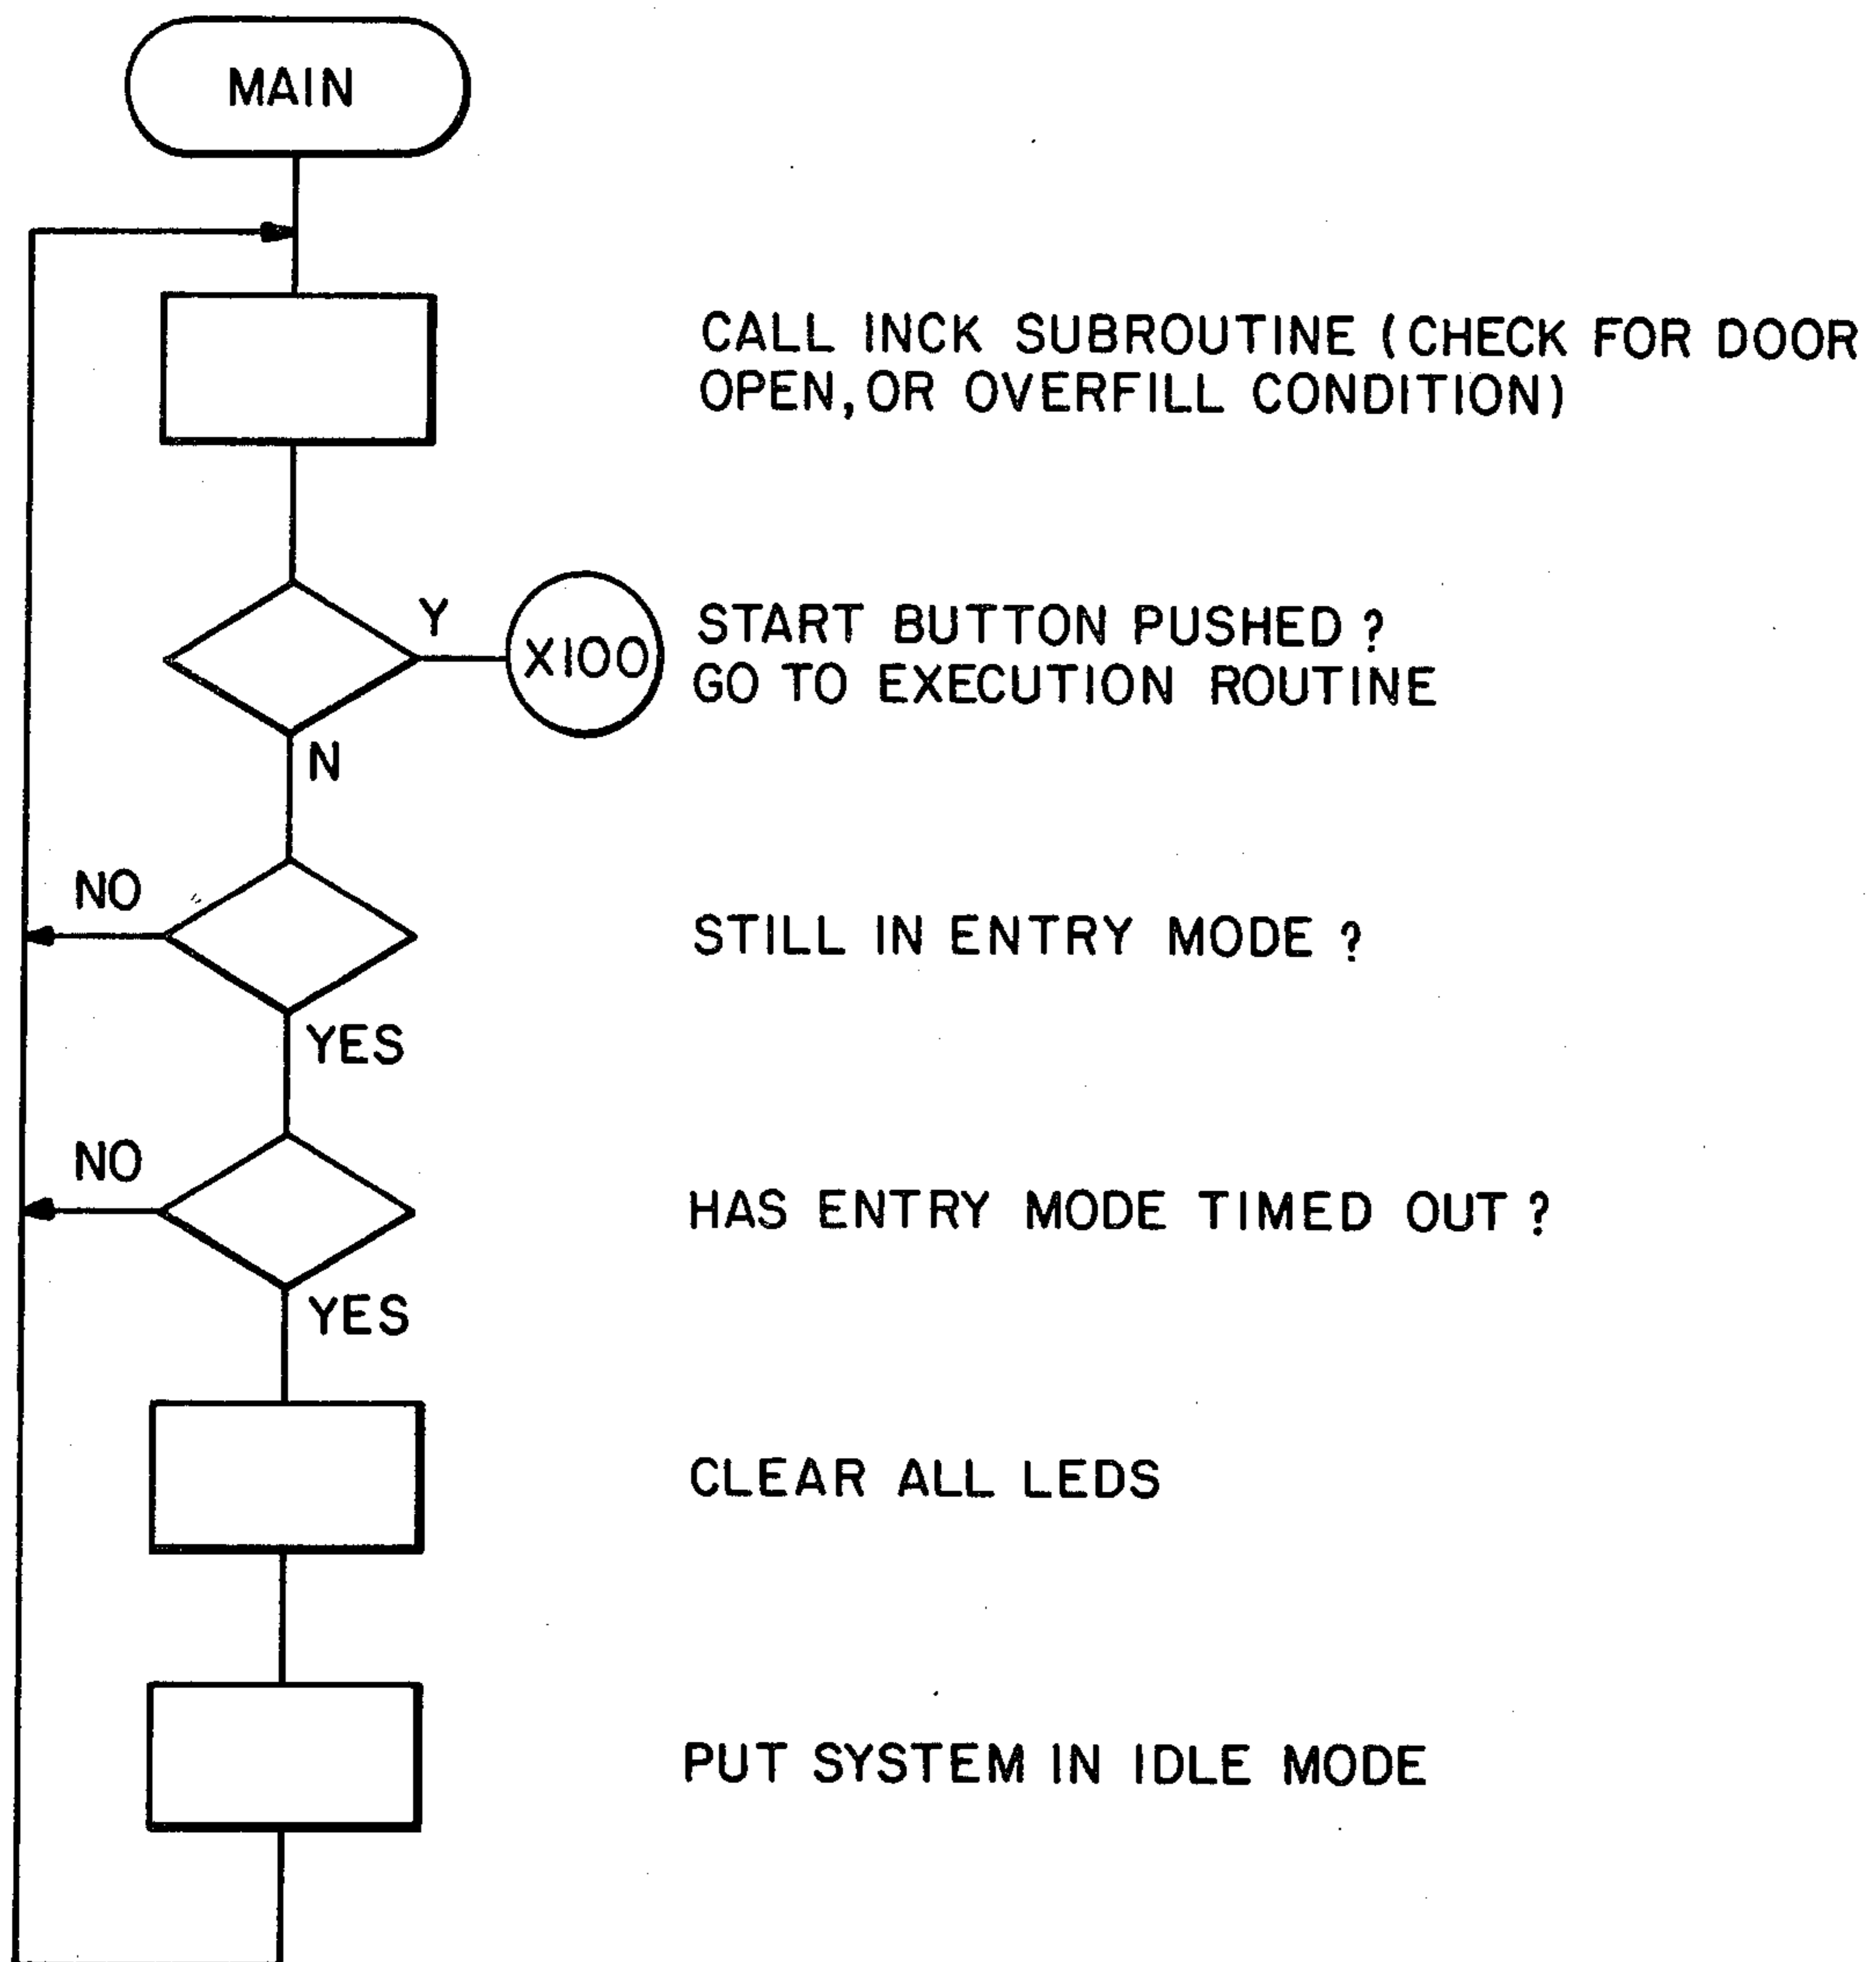 MAIN
CALL INCK SUBROUTINE (CHECK FOR DOOR
OPEN, OR OVERFILL CONDITION)
Y
X100
START BUTTON PUSHED ?
GO TO EXECUTION ROUTINE
N
NO
STILL IN ENTRY MODE ?
YES
NO
HAS ENTRY MODE TIMED OUT ?
YES
CLEAR ALL LEDS
PUT SYSTEM IN IDLE MODE